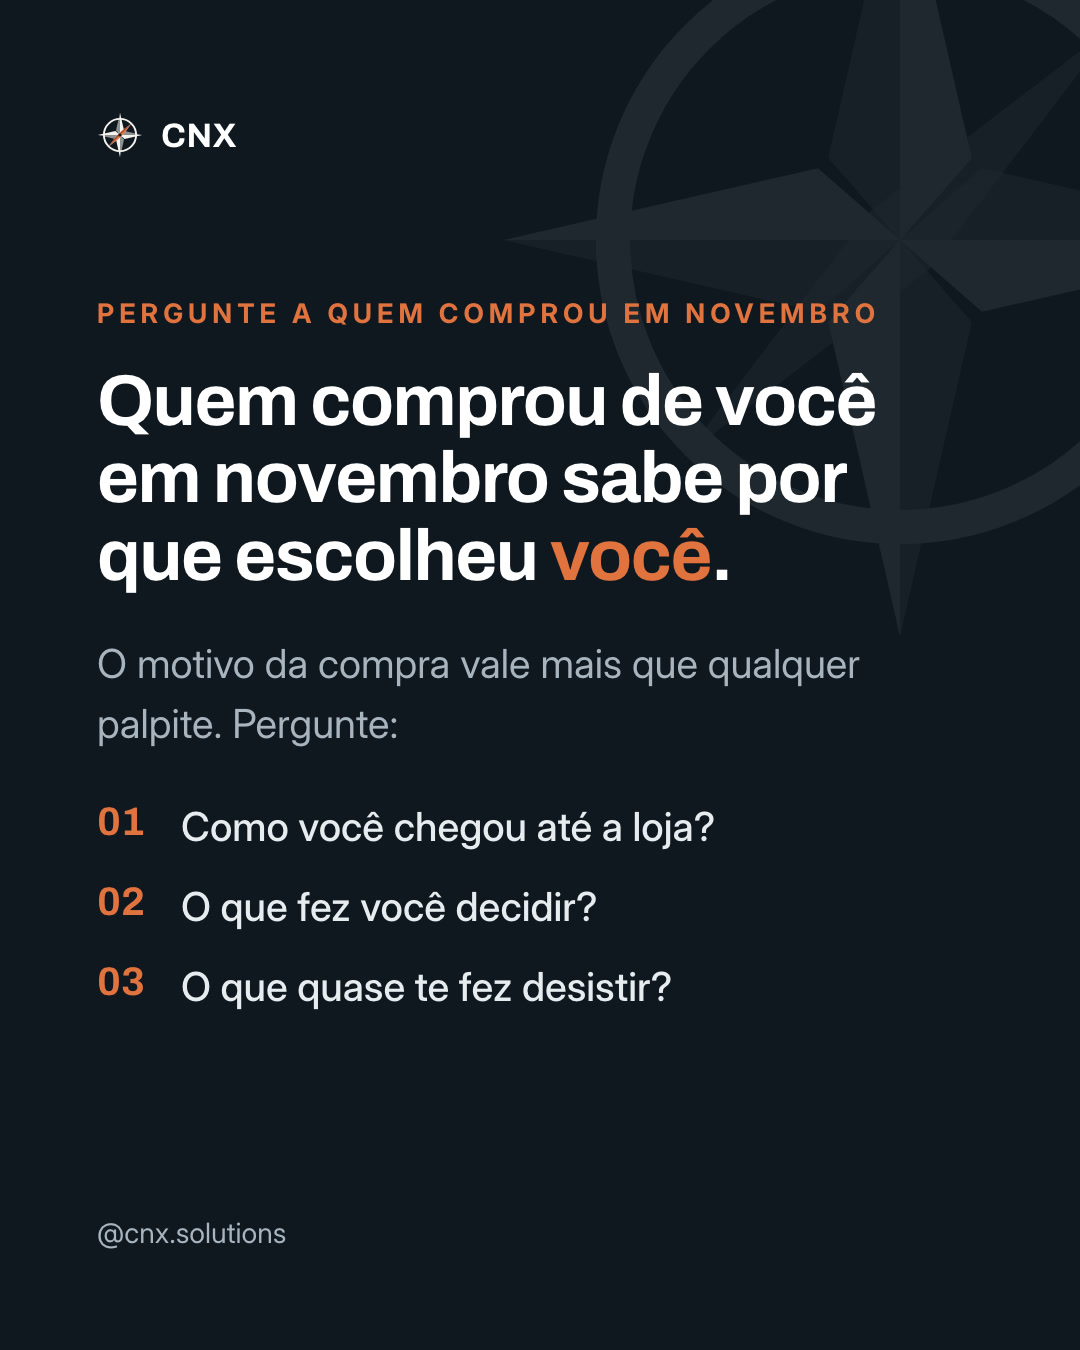 CNX
PERGUNTE A QUEM COMPROU EM NOVEMBRO
Quem comprou de você
em novembro sabe por
que escolheu você.
O motivo da compra vale mais que qualquer
palpite. Pergunte:
01 Como você chegou até a loja?
02 O que fez você decidir?
03 O que quase te fez desistir?
@cnx.solutions